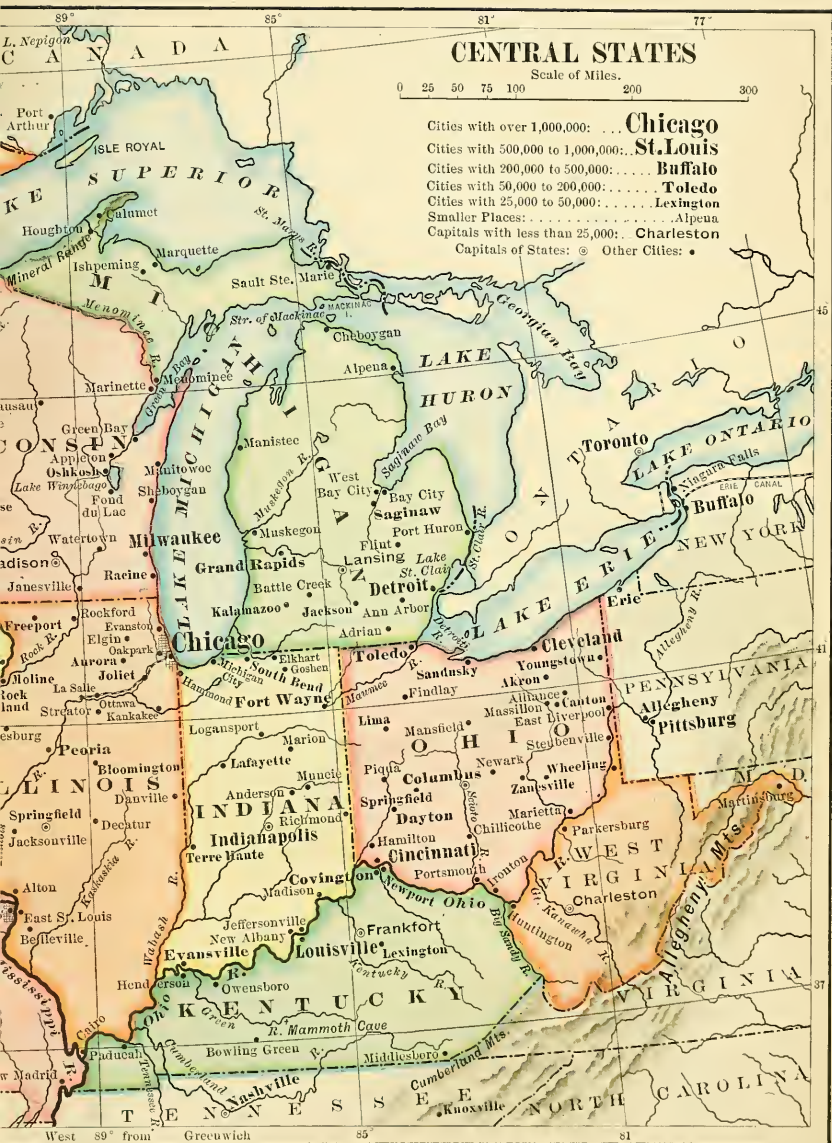 89° 85° 81° 77°
L. Nepigon
CANADA
CENTRAL STATES
Scale of Miles.
0 25 50 75 100 200 300
Cities with over 1,000,000: ... Chicago
Cities with 500,000 to 1,000,000:.. St.Louis
Cities with 200,000 to 500,000:..... Buffalo
Cities with 50,000 to 200,000:...... Toledo
Cities with 25,000 to 50,000:...... Lexington
Smaller Places:............Alpena
Capitals with less than 25,000:. Charleston
Capitals of States: ◎ Other Cities: •
Port
Arthur
ISLE ROYAL
KE SUPERIOR
Calumet
Houghton
Mineral Range
St. Marys R.
Marquette
Ishpeming
Sault Ste. Marie
MICHIGAN
Menominee R.
Str. of Mackinac
MACKINAC
I.
Georgian Bay
45
Cheboygan
Alpena
LAKE
HURON
ONTARIO
Marinette
Menominee
Green Bay
LAKE MICHIGAN
ausau
Green Bay
CONSIN
Appleton
Oshkosh
Lake Winnebago
Manitowoc
Sheboygan
Fond
du Lac
Manistee
Muskegon R.
Saginaw Bay
West
Bay City
Bay City
Saginaw
Toronto
LAKE ONTARIO
Niagara Falls
ERIE CANAL
Buffalo
NEW YORK
se
sin R.
Watertown
Milwaukee
adison
Racine
Janesville
Muskegon
Grand Rapids
Port Huron
Flint
Lansing
Lake
St. Clair
St. Clair R.
Battle Creek
Detroit
Kalamazoo
Jackson
Ann Arbor
Adrian
Detroit
R.
LAKE ERIE
Erie
Allegheny R.
Rockford
Freeport
Evanston
Elgin
Oakpark
Chicago
Rock R.
Aurora
Joliet
Moline
Rock
land
La Salle
Ottawa
Streator
Kankakee
Hammond
Michigan
City
South Bend
Elkhart
Goshen
Fort Wayne
Toledo
Maumee R.
Sandusky
Cleveland
Youngstown
Akron
41
PENNSYLVANIA
Findlay
Alliance
Massillon
Canton
East Liverpool
Allegheny
Pittsburg
esburg
Peoria
R.
Logansport
Marion
Lima
Mansfield
OHIO
Steubenville
Bloomington
ILLINOIS
Danville
Lafayette
Muncie
Piqua
Columbus
Newark
Wheeling
Zanesville
M D.
Martinsburg
Anderson
INDIANA
Richmond
Springfield
Scioto R.
Springfield
Decatur
Jacksonville
Indianapolis
Dayton
Chillicothe
Marietta
Parkersburg
Kaskaskia R.
Terre Haute
Hamilton
Cincinnati
Portsmouth
Ironton
WEST
VIRGINIA
Charleston
Alton
East St. Louis
Belleville
Wabash R.
Covington
Newport
Madison
Ohio
R.
Gt. Kanawha R.
Huntington
Big Sandy R.
Allegheny Mts.
Jeffersonville
New Albany
Louisville
Frankfort
Lexington
Evansville
Mississippi
R.
Henderson
R.
Owensboro
Kentucky R.
KENTUCKY
VIRGINIA
37
Cairo
Ohio
Green
R. Mammoth Cave
Paducah
Bowling Green
Middlesboro
Cumberland Mts.
w Madrid
Cumberland R.
Tennessee R.
Nashville
TENNESSEE
Knoxville
NORTH CAROLINA
West 89° from Greenwich 85° 81